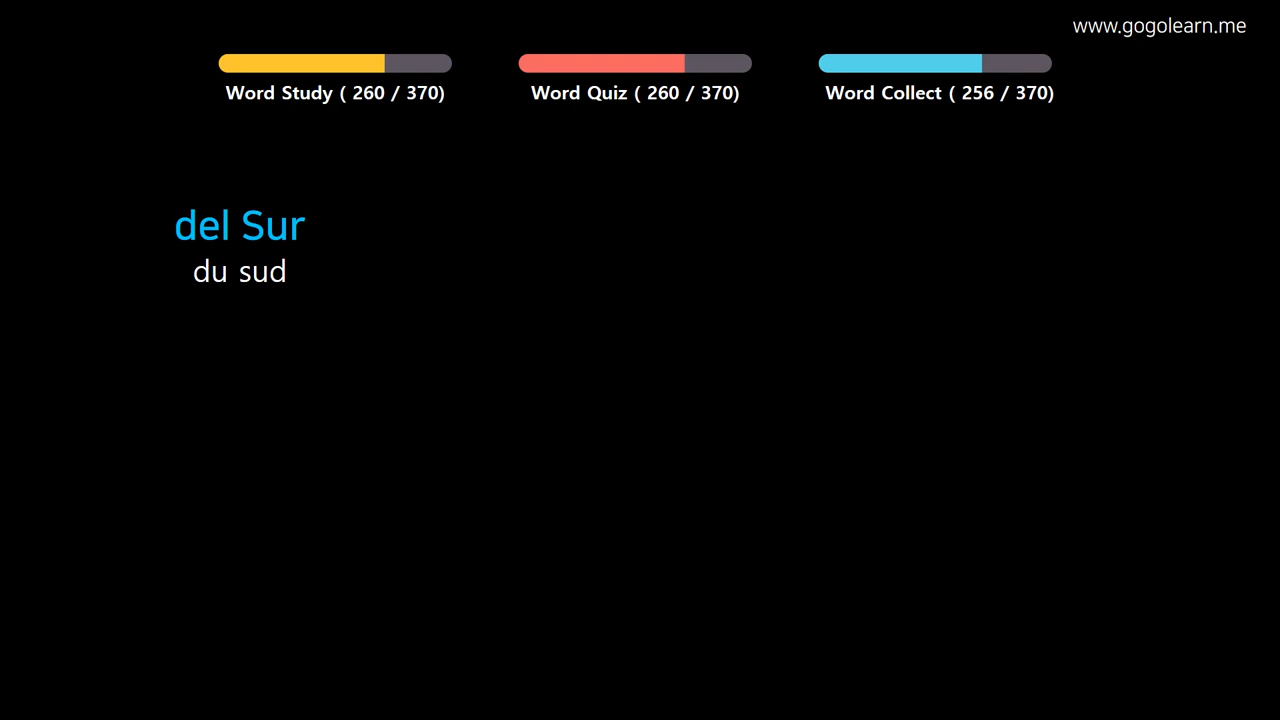 www.gogolearn.me
Word Study ( 260 / 370)
Word Quiz ( 260 / 370)
Word Collect ( 256 / 370)
del Sur
du sud